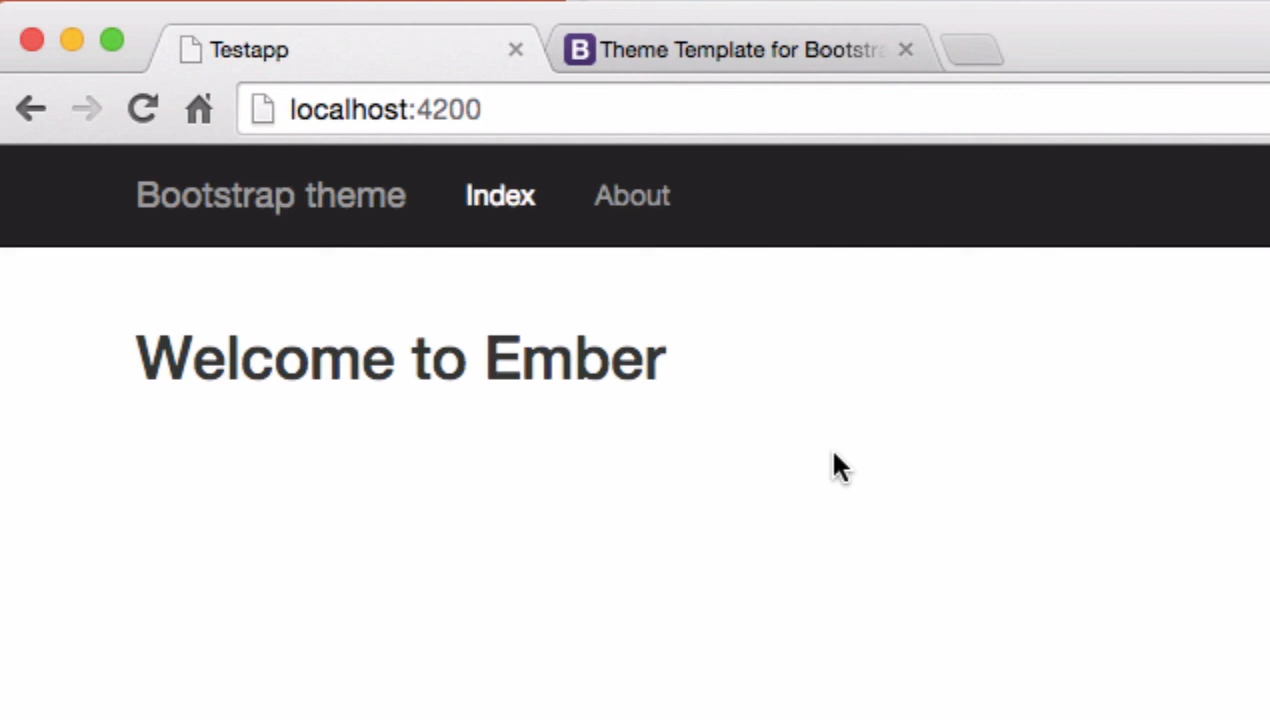 Testapp
B Theme Template for Bootstra
localhost:4200
Bootstrap theme Index About
Welcome to Ember